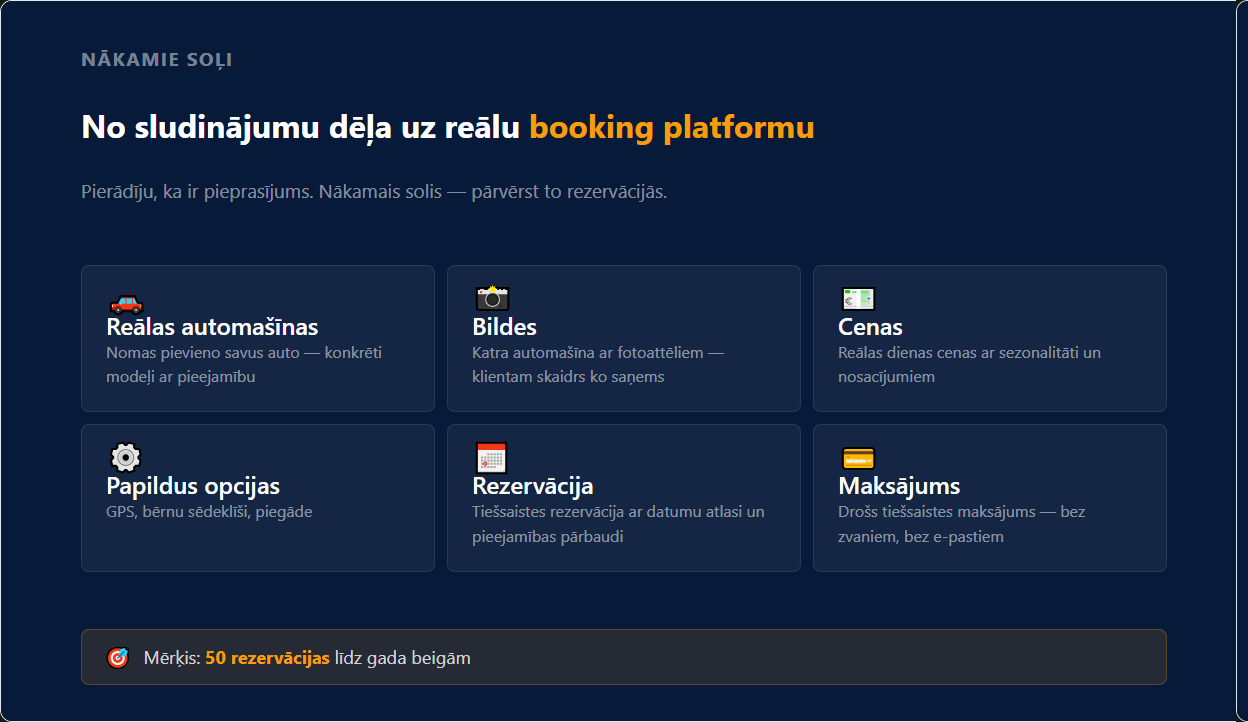 NĀKAMIE SOĻI
No sludinājumu dēļa uz reālu booking platformu
Pierādīju, ka ir pieprasījums. Nākamais solis — pārvērst to rezervācijās.
Reālas automašīnas
Nomas pievieno savus auto — konkrēti
modeļi ar pieejamību
Bildes
Katra automašīna ar fotoattēliem —
klientam skaidrs ko saņems
Cenas
Reālas dienas cenas ar sezonalitāti un
nosacījumiem
Papildus opcijas
GPS, bērnu sēdeklīši, piegāde
Rezervācija
Tiešsaistes rezervācija ar datumu atlasi un
pieejamības pārbaudi
Maksājums
Drošs tiešsaistes maksājums — bez
zvaniem, bez e-pastiem
Mērķis: 50 rezervācijas līdz gada beigām